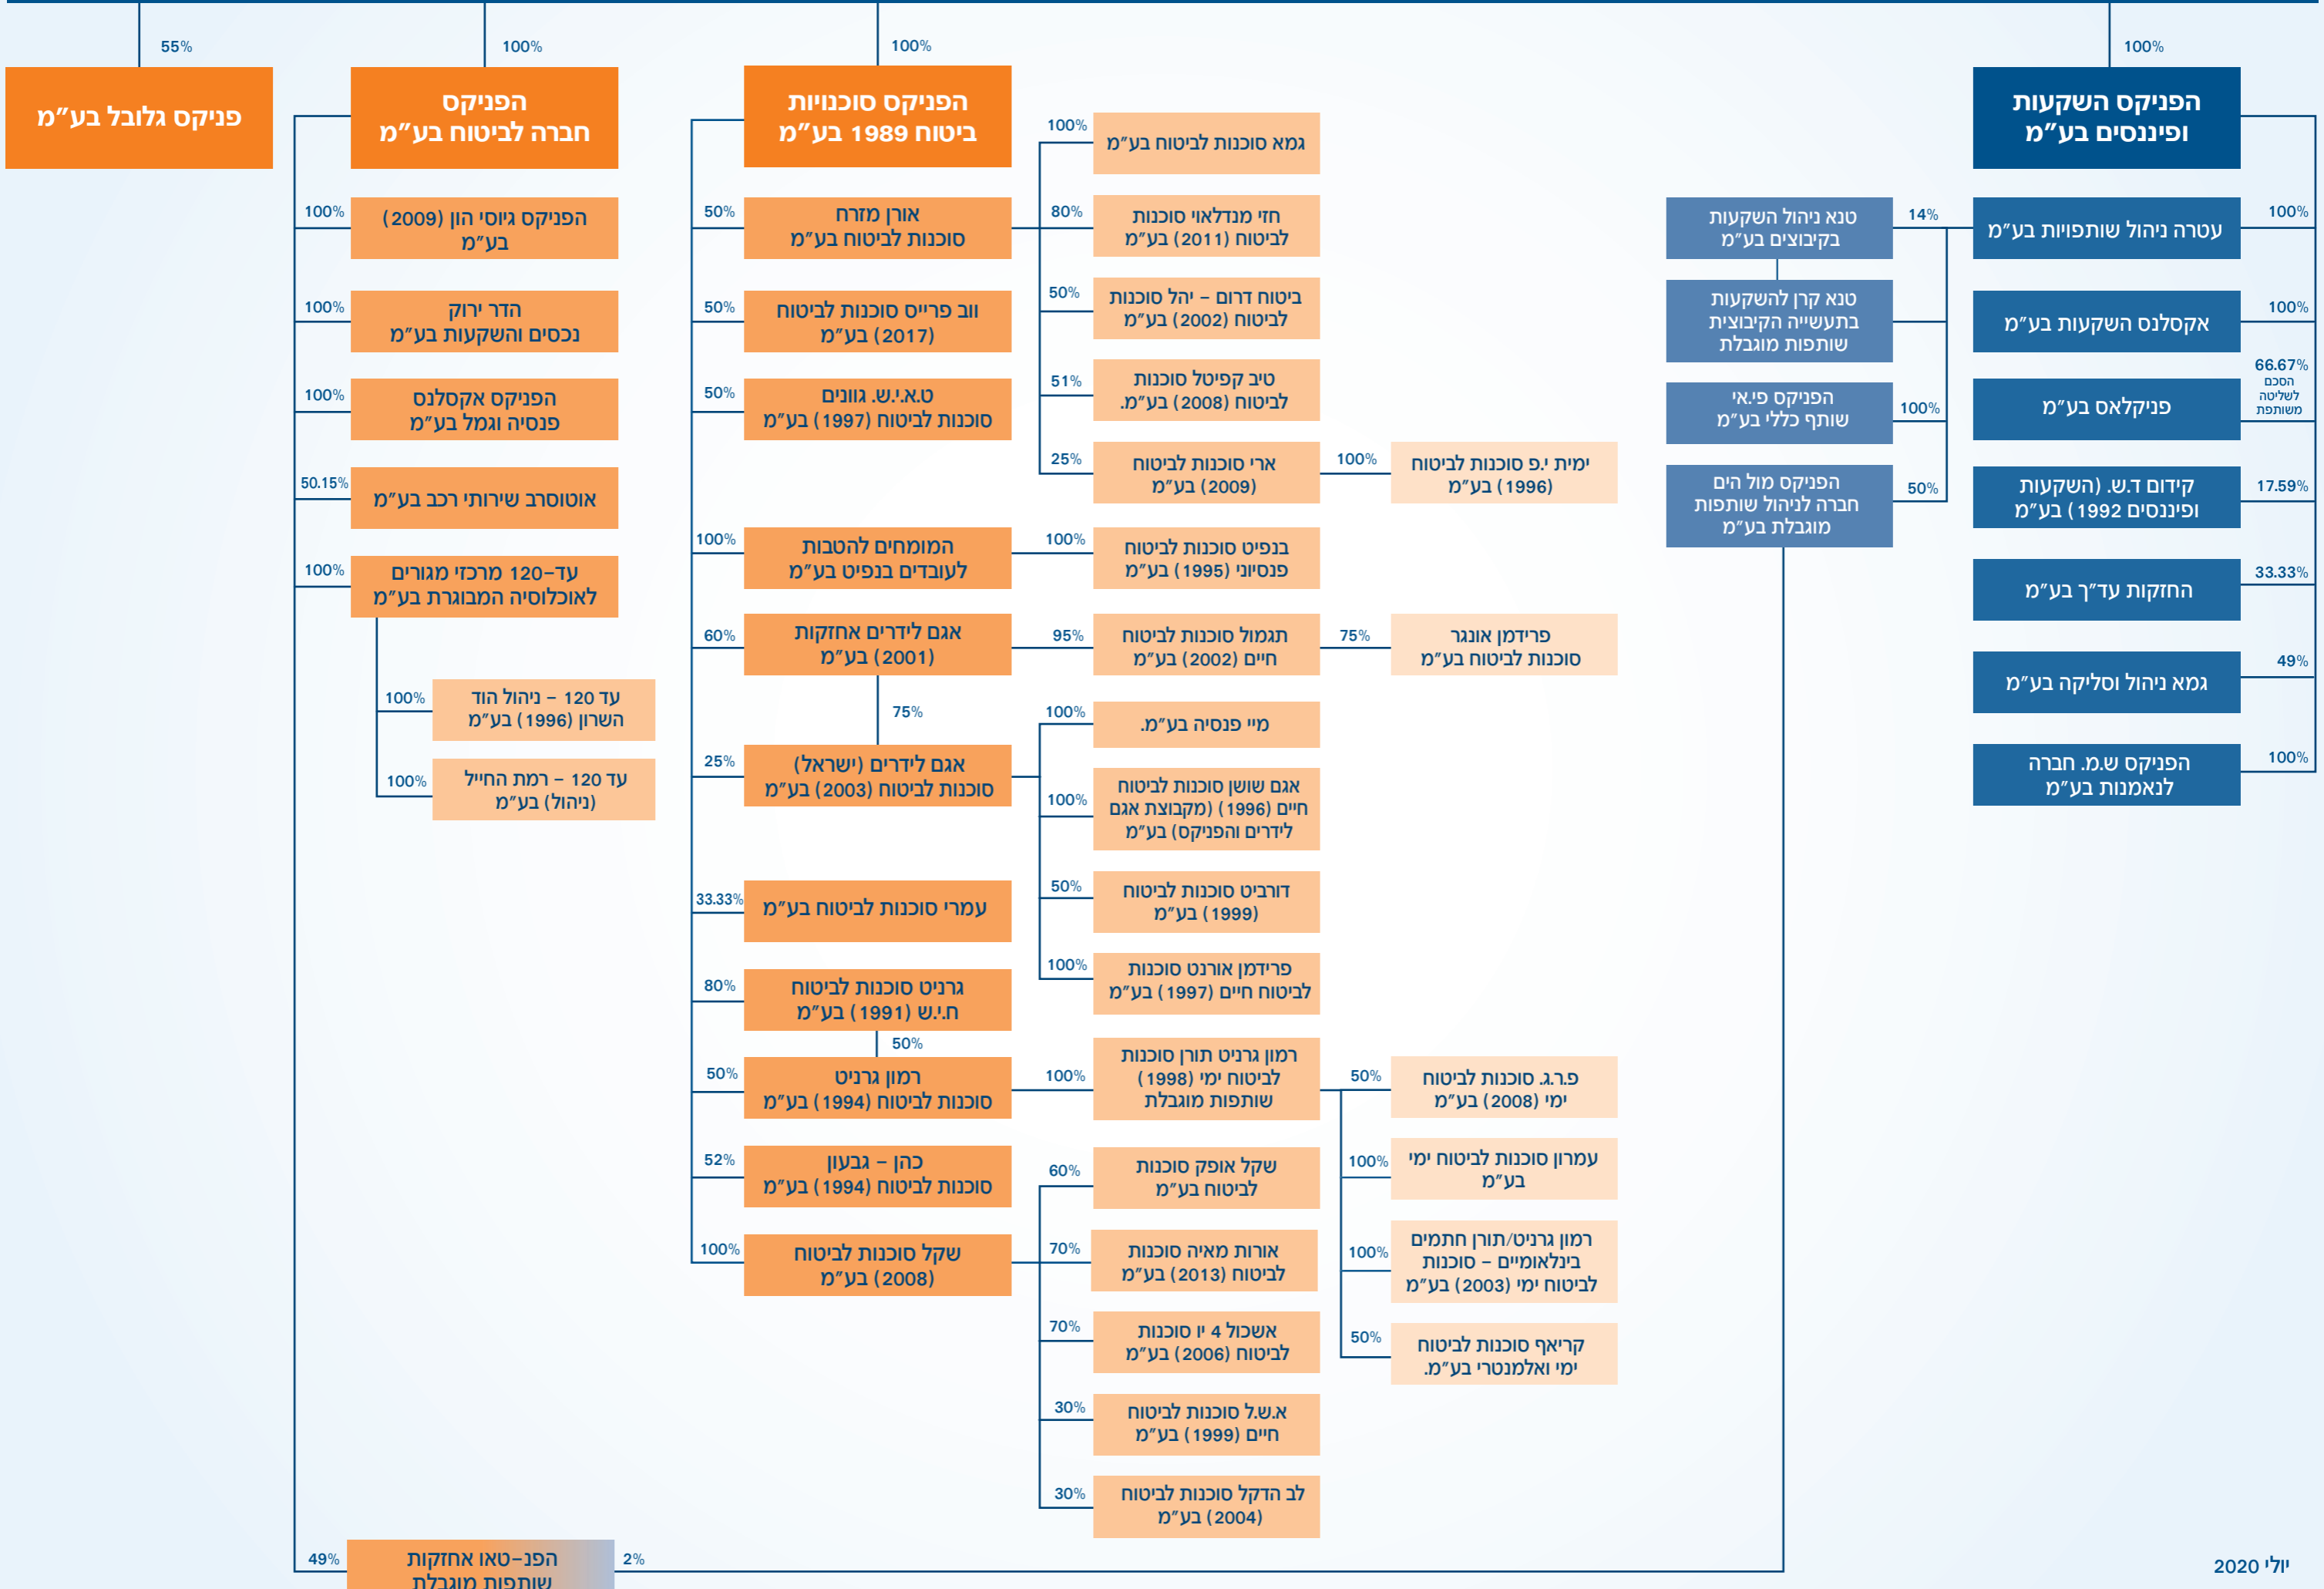 100%
הפניקס השקעות
ופיננסים בע״מ
100%
עטרה ניהול שותפויות בע״מ
100%
אקסלנס השקעות בע״מ
66.67%
הסכם
לשליטה
משותפת
פניקלאס בע״מ
17.59%
קידום ד.ש. (השקעות
ופיננסים 1992) בע״מ
33.33%
החזקות עד״ך בע״מ
49%
גמא ניהול וסליקה בע״מ
100%
הפניקס ש.מ. חברה
לנאמנות בע״מ
14%
טנא ניהול השקעות
בקיבוצים בע״מ
טנא קרן להשקעות
בתעשייה הקיבוצית
שותפות מוגבלת
100%
הפניקס פי.אי
שותף כללי בע״מ
50%
הפניקס מול הים
חברה לניהול שותפות
מוגבלת בע״מ
100%
הפניקס סוכנויות
ביטוח 1989 בע״מ
50%
אורן מזרח
סוכנות לביטוח בע״מ
100%
גמא סוכנות לביטוח בע״מ
80%
חזי מנדלאוי סוכנות
לביטוח (2011) בע״מ
50%
ביטוח דרום – יהל סוכנות
לביטוח (2002) בע״מ
51%
טיב קפיטל סוכנות
לביטוח (2008) בע״מ.
25%
ארי סוכנות לביטוח
(2009) בע״מ
100%
ימית י.פ סוכנות לביטוח
(1996) בע״מ
50%
ווב פרייס סוכנות לביטוח
(2017) בע״מ
50%
ט.א.י.ש. גוונים
סוכנות לביטוח (1997) בע״מ
100%
המומחים להטבות
לעובדים בנפיט בע״מ
100%
בנפיט סוכנות לביטוח
פנסיוני (1995) בע״מ
60%
אגם לידרים אחזקות
(2001) בע״מ
95%
תגמול סוכנות לביטוח
חיים (2002) בע״מ
75%
פרידמן אונגר
סוכנות לביטוח בע״מ
75%
25%
אגם לידרים (ישראל)
סוכנות לביטוח (2003) בע״מ
100%
מיי פנסיה בע״מ.
100%
אגם שושן סוכנות לביטוח
חיים (1996) (מקבוצת אגם
לידרים והפניקס) בע״מ
50%
דורביט סוכנות לביטוח
(1999) בע״מ
100%
פרידמן אורנט סוכנות
לביטוח חיים (1997) בע״מ
33.33%
עמרי סוכנות לביטוח בע״מ
80%
גרניט סוכנות לביטוח
ח.י.ש (1991) בע״מ
50%
50%
רמון גרניט
סוכנות לביטוח (1994) בע״מ
100%
רמון גרניט תורן סוכנות
לביטוח ימי (1998)
שותפות מוגבלת
50%
פ.ר.ג. סוכנות לביטוח
ימי (2008) בע״מ
100%
עמרון סוכנות לביטוח ימי
בע״מ
100%
רמון גרניט/תורן חתמים
בינלאומיים – סוכנות
לביטוח ימי (2003) בע״מ
50%
קריאף סוכנות לביטוח
ימי ואלמנטרי בע״מ.
52%
כהן – גבעון
סוכנות לביטוח (1994) בע״מ
100%
שקל סוכנות לביטוח
(2008) בע״מ
60%
שקל אופק סוכנות
לביטוח בע״מ
70%
אורות מאיה סוכנות
לביטוח (2013) בע״מ
70%
אשכול 4 יו סוכנות
לביטוח (2006) בע״מ
30%
א.ש.ל סוכנות לביטוח
חיים (1999) בע״מ
30%
לב הדקל סוכנות לביטוח
(2004) בע״מ
100%
הפניקס
חברה לביטוח בע״מ
100%
הפניקס גיוסי הון (2009)
בע״מ
100%
הדר ירוק
נכסים והשקעות בע״מ
100%
הפניקס אקסלנס
פנסיה וגמל בע״מ
50.15%
אוטוסרב שירותי רכב בע״מ
100%
עד–120 מרכזי מגורים
לאוכלוסיה המבוגרת בע״מ
100%
עד 120 – ניהול הוד
השרון (1996) בע״מ
100%
עד 120 – רמת החייל
(ניהול) בע״מ
55%
פניקס גלובל בע״מ
2%
49%
הפנ–טאו אחזקות
שותפות מוגבלת
יולי 2020